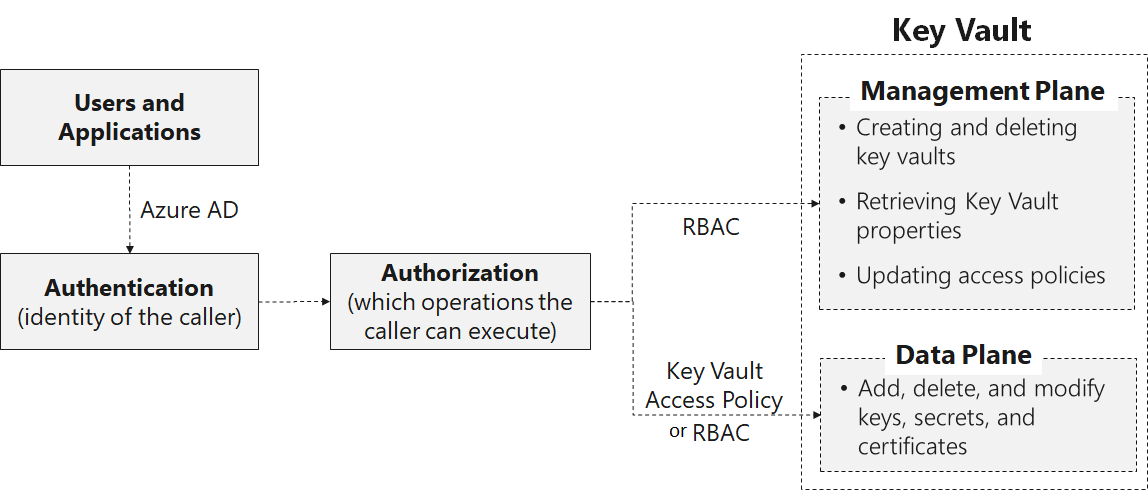 Key Vault
Users and
Applications
Azure AD
Authentication
(identity of the caller)
Authorization
(which operations the
caller can execute)
RBAC
Key Vault
Access Policy
or RBAC
Management Plane
• Creating and deleting
key vaults
• Retrieving Key Vault
properties
• Updating access policies
Data Plane
• Add, delete, and modify
keys, secrets, and
certificates